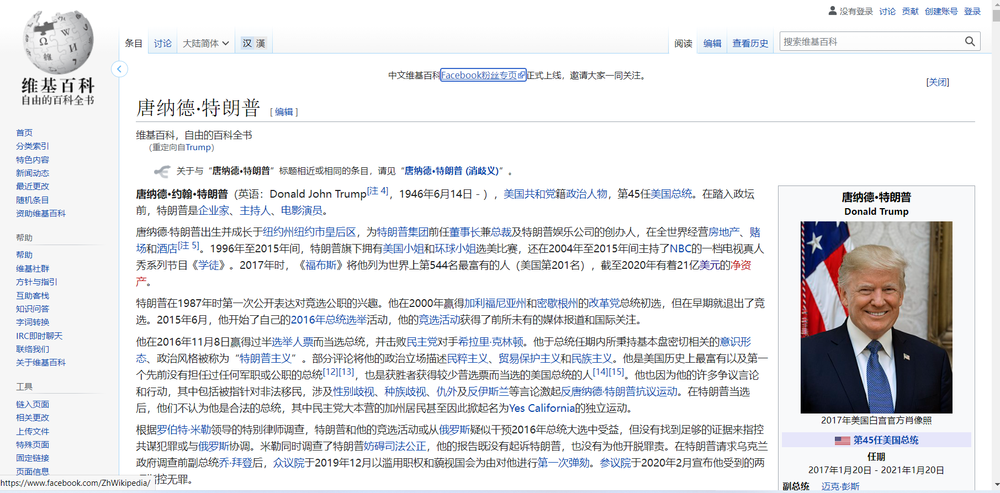 没有登录 讨论 贡献 创建账号 登录
维基百科
自由的百科全书
条目 讨论 大陆简体 汉 漢 阅读 编辑 查看历史 搜索维基百科
中文维基百科Facebook粉丝专页正式上线，邀请大家一同关注。
[关闭]
唐纳德·特朗普 [ 编辑 ]
维基百科，自由的百科全书
（重定向自Trump）
关于与“唐纳德·特朗普”标题相近或相同的条目，请见“唐纳德·特朗普 (消歧义)”。
唐纳德·约翰·特朗普（英语：Donald John Trump[注 4]，1946年6月14日 - ），美国共和党籍政治人物，第45任美国总统。在踏入政坛
前，特朗普是企业家、主持人、电影演员。
唐纳德·特朗普出生并成长于纽约州纽约市皇后区，为特朗普集团前任董事长兼总裁及特朗普娱乐公司的创办人，在全世界经营房地产、赌
场和酒店[注 5]。1996年至2015年间，特朗普旗下拥有美国小姐和环球小姐选美比赛，还在2004年至2015年间主持了NBC的一档电视真人
秀系列节目《学徒》。2017年时，《福布斯》将他列为世界上第544名最富有的人（美国第201名），截至2020年有着21亿美元的净资
产。
特朗普在1987年时第一次公开表达对竞选公职的兴趣。他在2000年赢得加利福尼亚州和密歇根州的改革党总统初选，但在早期就退出了竞
选。2015年6月，他开始了自己的2016年总统选举活动，他的竞选活动获得了前所未有的媒体报道和国际关注。
他在2016年11月8日赢得过半选举人票而当选总统，并击败民主党对手希拉里·克林顿。他于总统任期内所秉持基本盘密切相关的意识形
态、政治风格被称为“特朗普主义”。部分评论将他的政治立场描述民粹主义、贸易保护主义和民族主义。他是美国历史上最富有以及第一
个先前没有担任过任何军职或公职的总统[12][13]，也是获胜者获得较少普选票而当选的美国总统的人[14][15]。他也因为他的许多争议言论
和行动，其中包括被指针对非法移民，涉及性别歧视、种族歧视、仇外及反伊斯兰等言论激起反唐纳德·特朗普抗议运动。在特朗普当选
后，他们不认为他是合法的总统，其中民主党大本营的加州居民甚至因此掀起名为Yes California的独立运动。
根据罗伯特·米勒领导的特别律师调查，特朗普和他的竞选活动或从俄罗斯疑似干预2016年总统大选中受益，但没有找到足够的证据来指控
共谋犯罪或与俄罗斯协调。米勒同时调查了特朗普妨碍司法公正，他的报告既没有起诉特朗普，也没有为他开脱罪责。在特朗普请求乌克兰
政府调查前副总统乔·拜登后，众议院于2019年12月以滥用职权和藐视国会为由对他进行第一次弹劾。参议院于2020年2月宣布他受到的两
控无罪。
唐纳德·特朗普
Donald Trump
2017年美国白宫官方肖像照
第45任美国总统
任期
2017年1月20日 - 2021年1月20日
副总统 迈克·彭斯
首页
分类索引
特色内容
新闻动态
最近更改
随机条目
资助维基百科
帮助
帮助
维基社群
方针与指引
互助客栈
知识问答
字词转换
IRC即时聊天
联络我们
关于维基百科
工具
链入页面
相关更改
上传文件
特殊页面
固定链接
页面信息
https://www.facebook.com/ZhWikipedia/